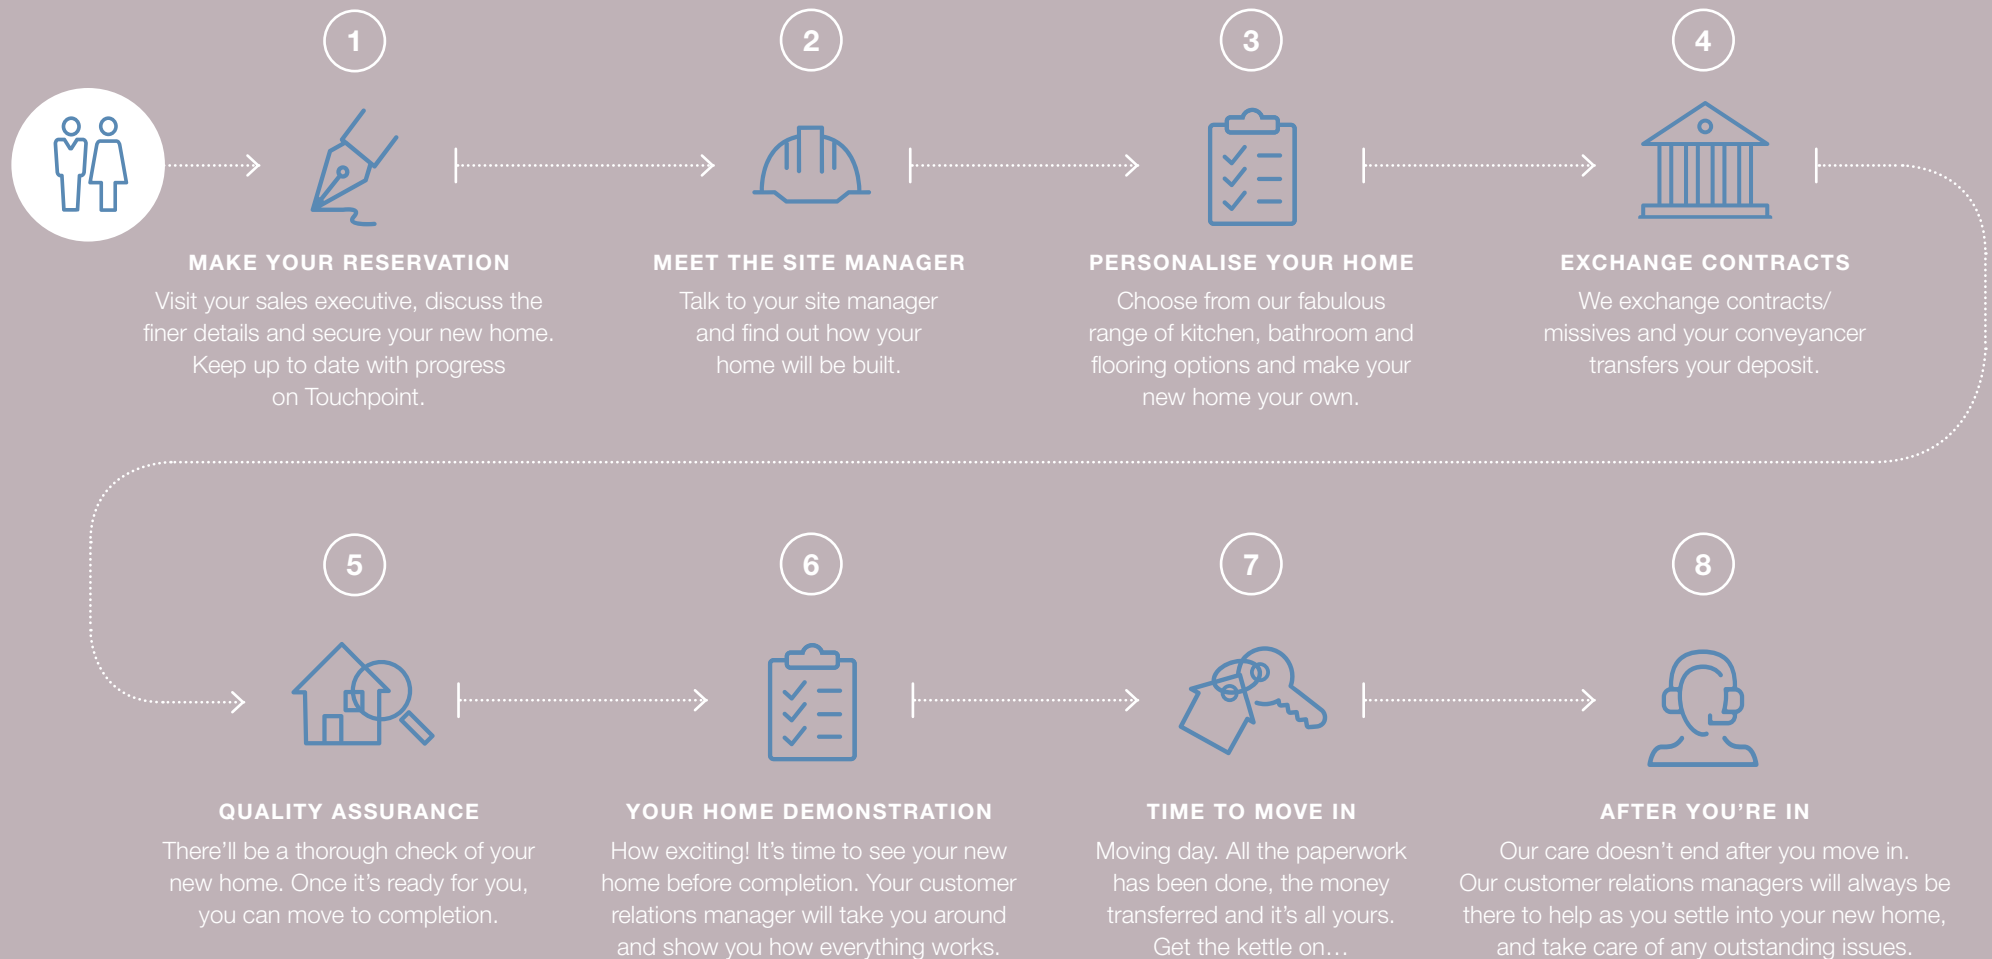 1
MAKE YOUR RESERVATION
Visit your sales executive, discuss the
finer details and secure your new home.
Keep up to date with progress
on Touchpoint.
2
MEET THE SITE MANAGER
Talk to your site manager
and find out how your
home will be built.
3
PERSONALISE YOUR HOME
Choose from our fabulous
range of kitchen, bathroom and
flooring options and make your
new home your own.
4
EXCHANGE CONTRACTS
We exchange contracts/
missives and your conveyancer
transfers your deposit.
5
QUALITY ASSURANCE
There’ll be a thorough check of your
new home. Once it’s ready for you,
you can move to completion.
6
YOUR HOME DEMONSTRATION
How exciting! It’s time to see your new
home before completion. Your customer
relations manager will take you around
and show you how everything works.
7
TIME TO MOVE IN
Moving day. All the paperwork
has been done, the money
transferred and it’s all yours.
Get the kettle on…
8
AFTER YOU’RE IN
Our care doesn’t end after you move in.
Our customer relations managers will always be
there to help as you settle into your new home,
and take care of any outstanding issues.